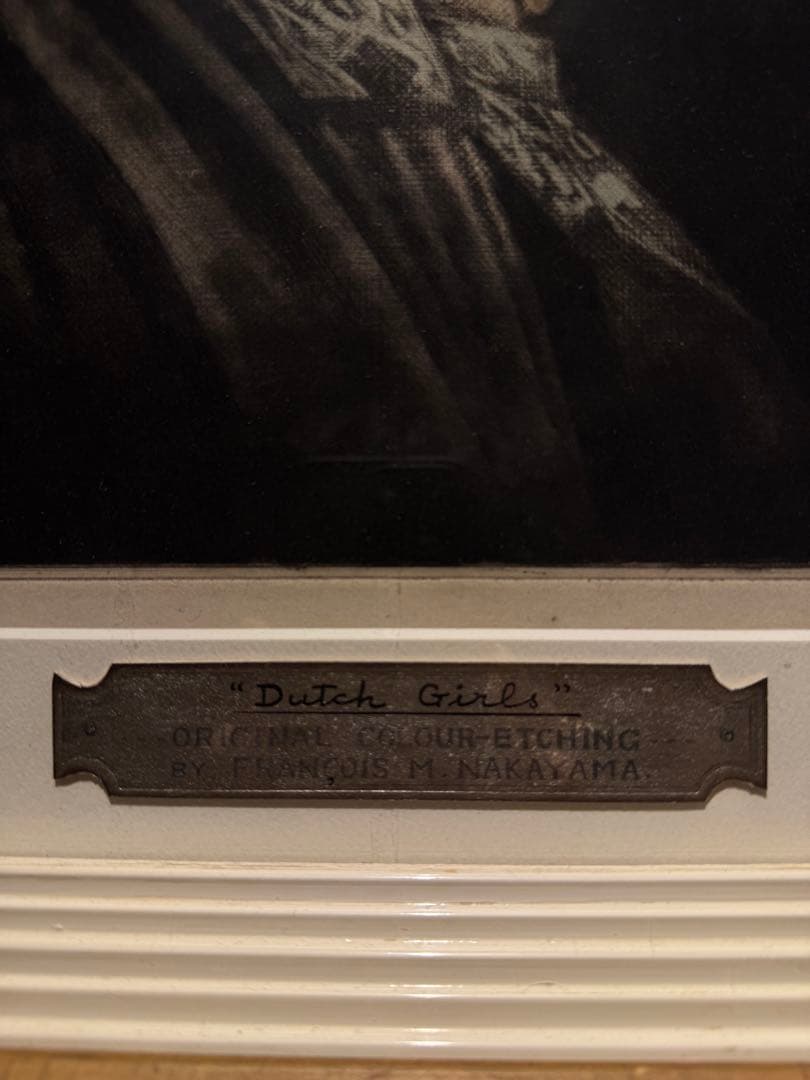 "Dutch Girls"
---ORIGINAL COLOUR-ETCHING---
BY FRANÇOIS M. NAKAYAMA.